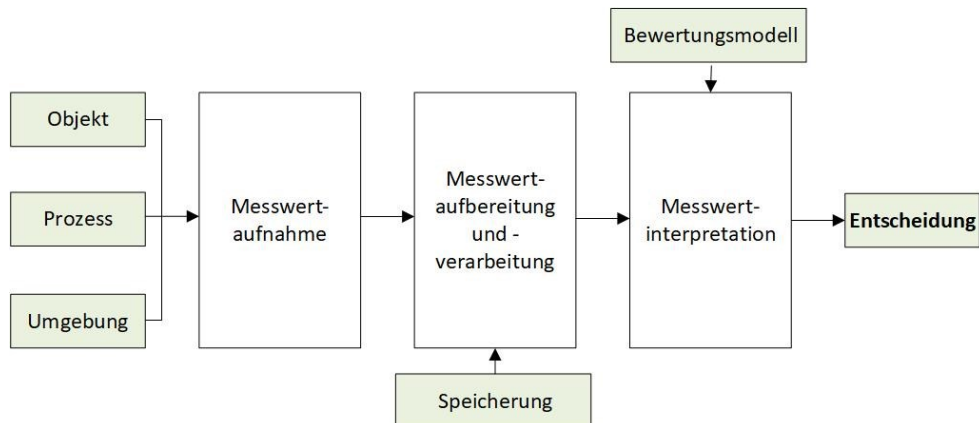 Bewertungsmodell
Objekt
Prozess
Umgebung
Messwert-
aufnahme
Messwert-
aufbereitung
und -
verarbeitung
Messwert-
interpretation
Entscheidung
Speicherung